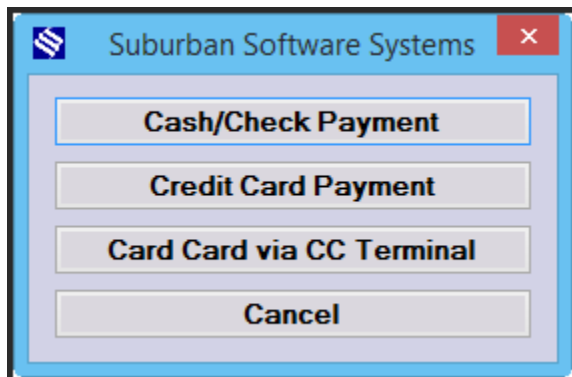 Suburban Software Systems
Cash/Check Payment
Credit Card Payment
Card Card via CC Terminal
Cancel